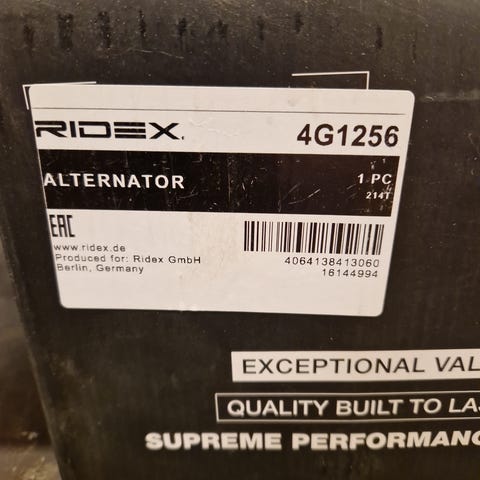 RIDEX. 4G1256
ALTERNATOR 1 PC
214T
EAC
www.ridex.de
Produced for: Ridex GmbH
Berlin, Germany
4064138413060
16144994
EXCEPTIONAL VAL
QUALITY BUILT TO LAS
SUPREME PERFORMANC